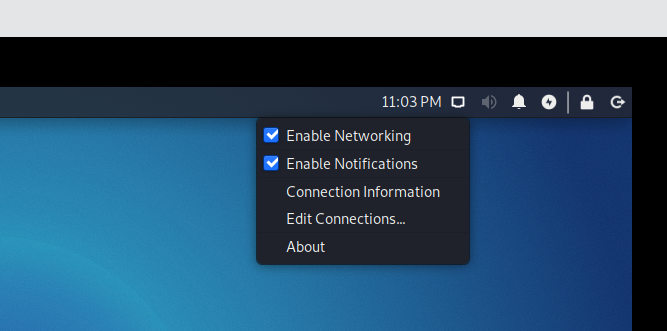 11:03 PM
Enable Networking
Enable Notifications
Connection Information
Edit Connections...
About